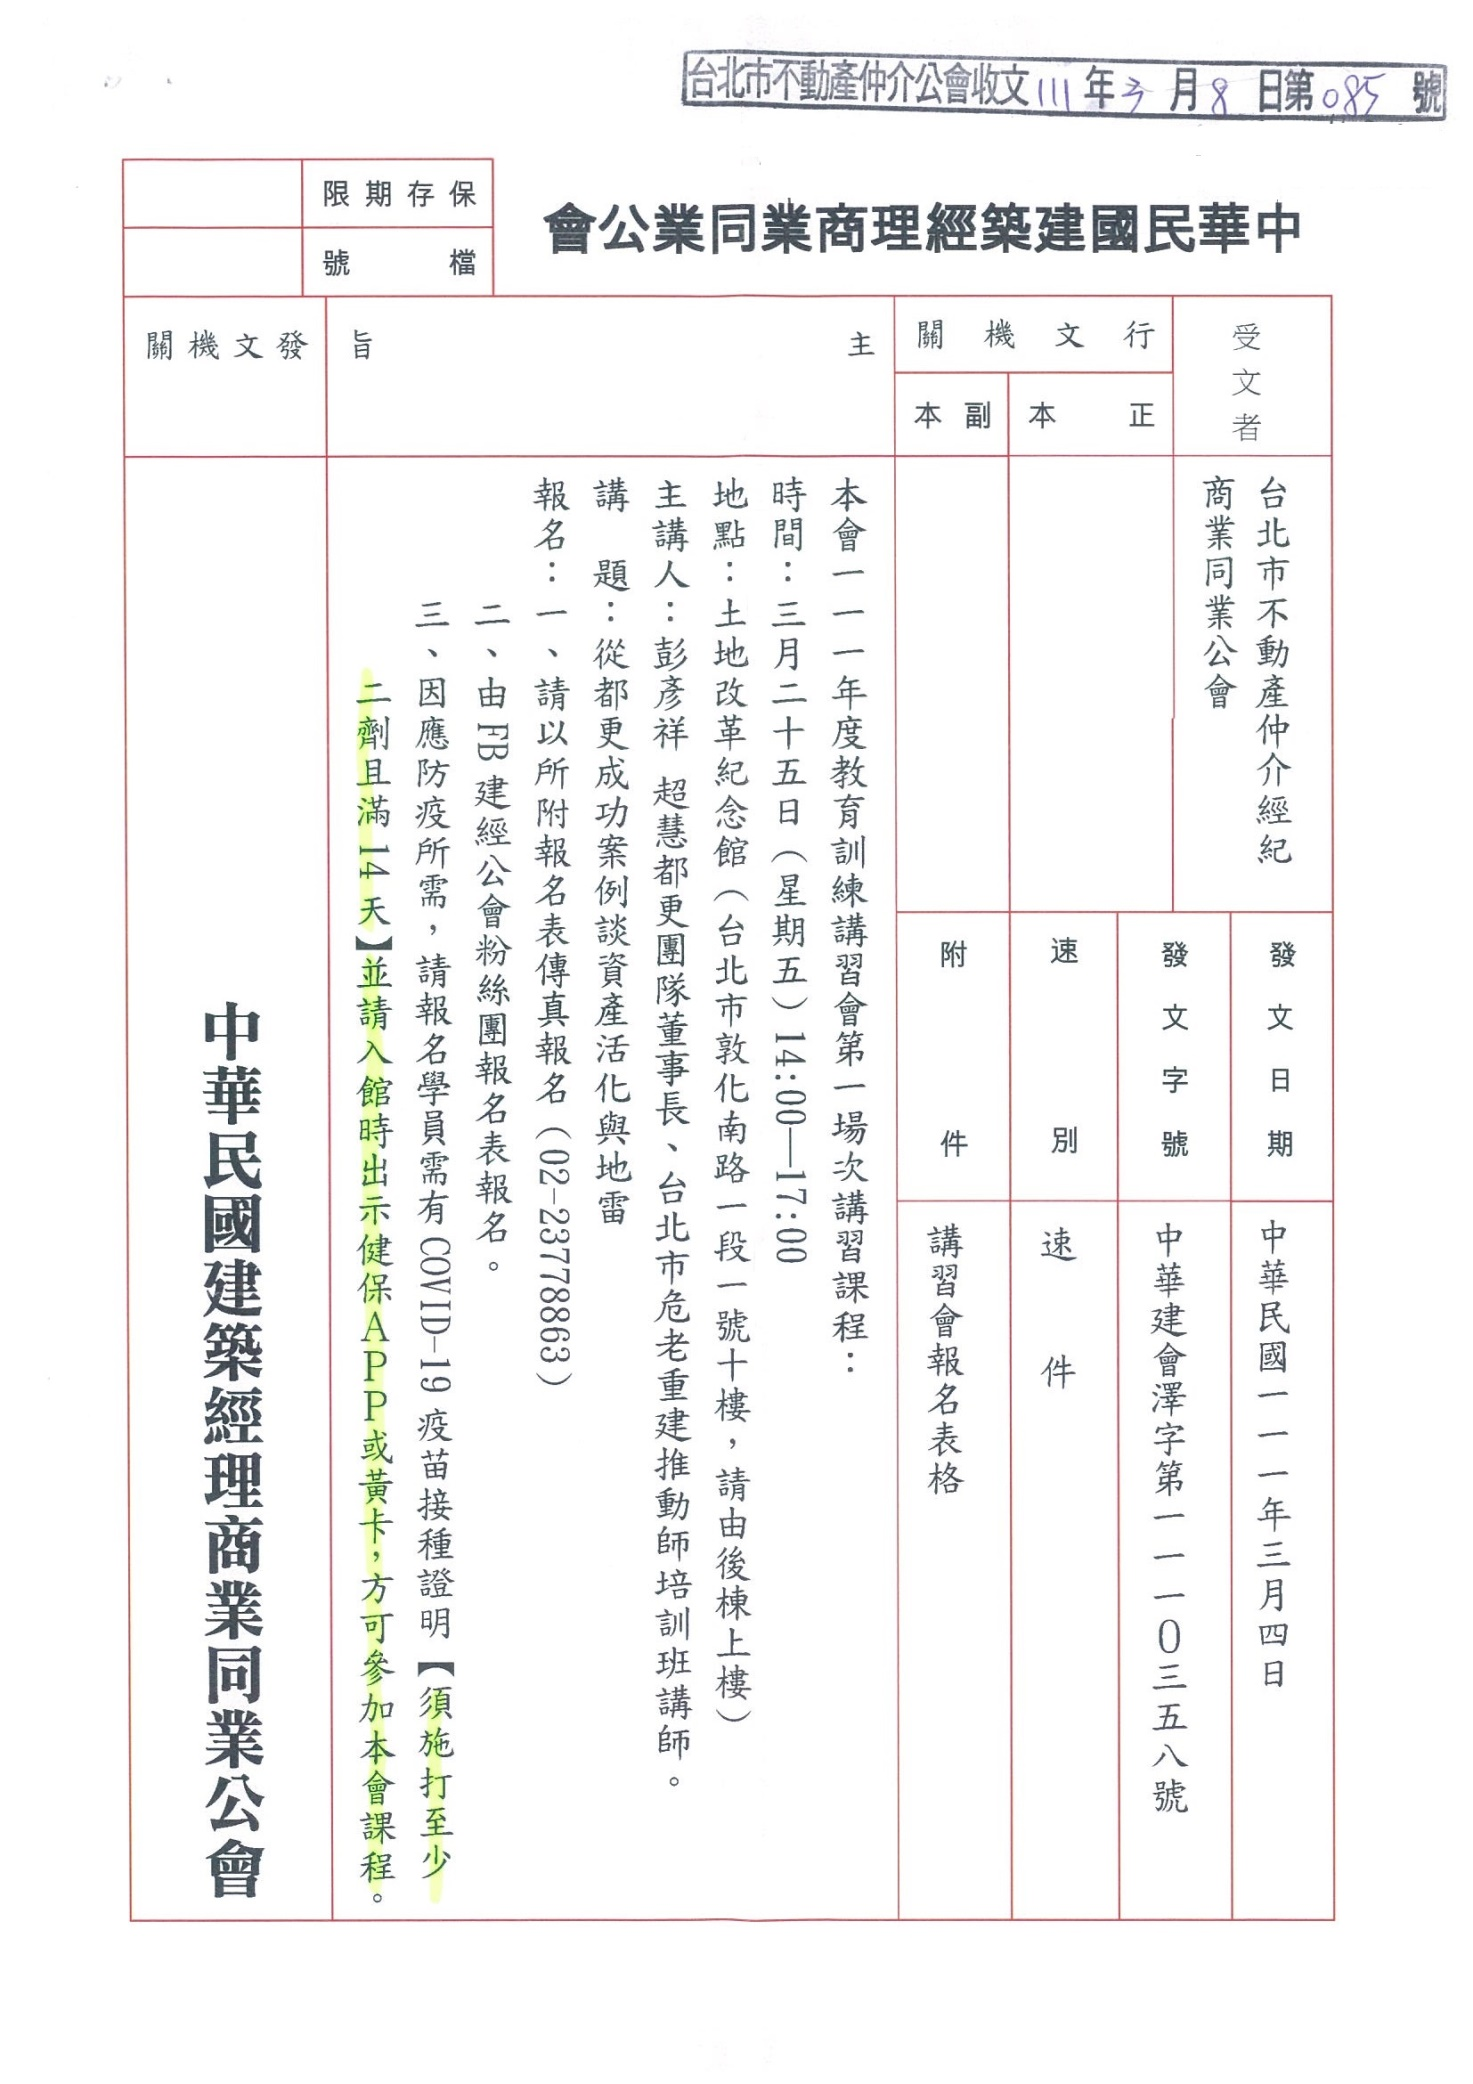 台北市不動產仲介公會收文111年3月8日第085號
中華民國建築經理商業同業公會
保存期限
檔號
受文者
台北市不動產仲介經紀
商業同業公會
行文機關
正本
副本
發文日期
中華民國一一一年三月四日
發文字號
中華建會澤字第一一一0三五八號
速別
速件
附件
講習會報名表格
主旨
本會一一一年度教育訓練講習會第一場次講習課程：
時間：三月二十五日（星期五）14:00—17:00
地點：土地改革紀念館（台北市敦化南路一段一號十樓，請由後棟上樓）
主講人：彭彥祥 超慧都更團隊董事長、台北市危老重建推動師培訓班講師。
講題：從都更成功案例談資產活化與地雷
報名：一、請以所附報名表傳真報名（02-23778863）
二、由FB建經公會粉絲團報名表報名。
三、因應防疫所需，請報名學員需有COVID-19疫苗接種證明【須施打至少
二劑且滿14天】並請入館時出示健保APP或黃卡，方可參加本會課程。
發文機關
中華民國建築經理商業同業公會